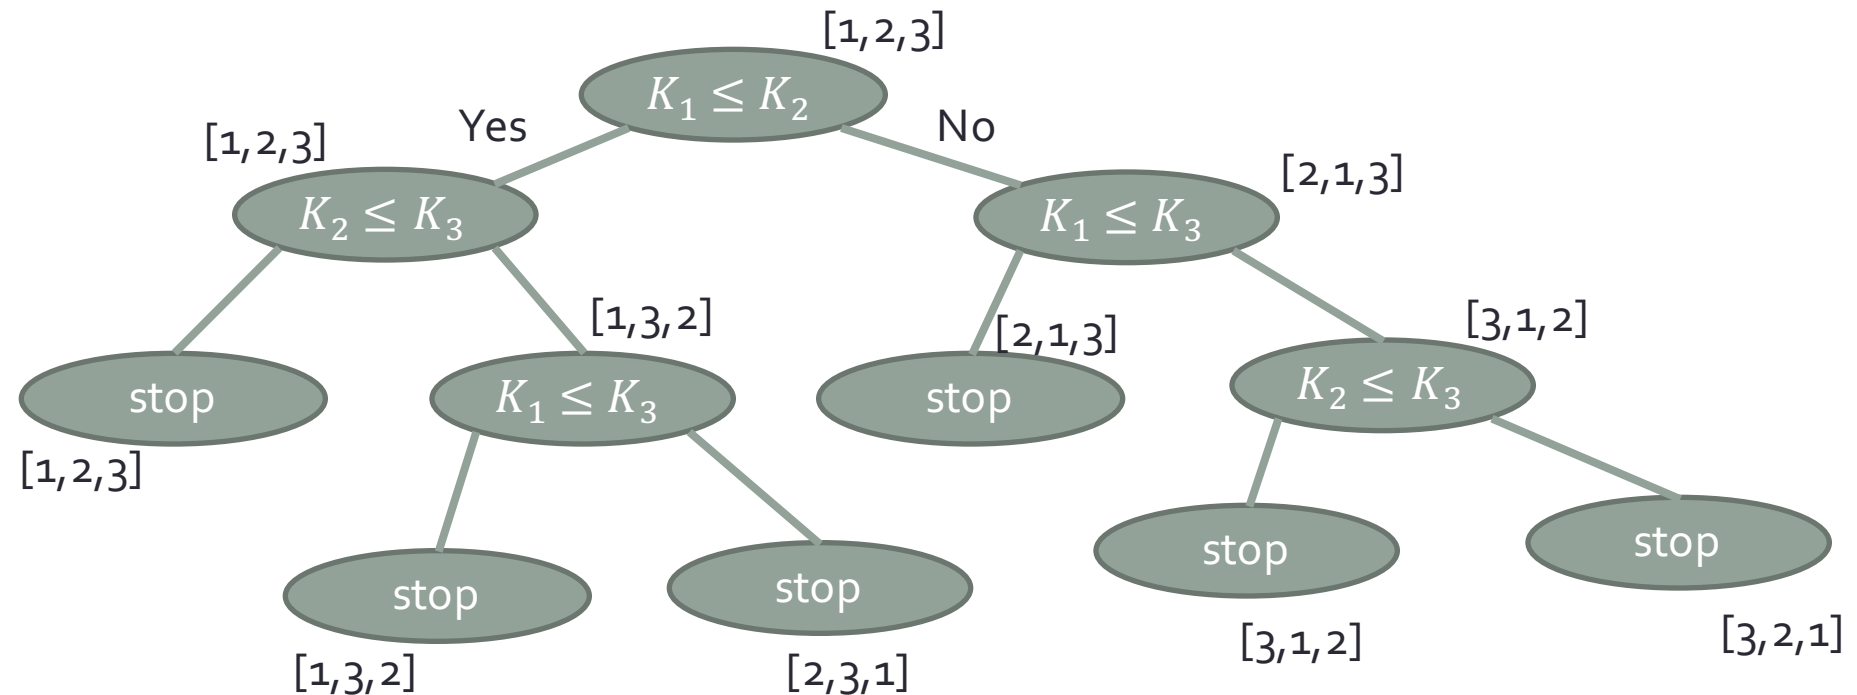 [1,2,3]
K₁ ≤ K₂
Yes
No
[1,2,3]
[2,1,3]
K₂ ≤ K₃
K₁ ≤ K₃
[1,3,2]
[2,1,3]
[3,1,2]
stop
K₁ ≤ K₃
stop
K₂ ≤ K₃
[1,2,3]
stop
stop
stop
stop
[1,3,2]
[2,3,1]
[3,1,2]
[3,2,1]